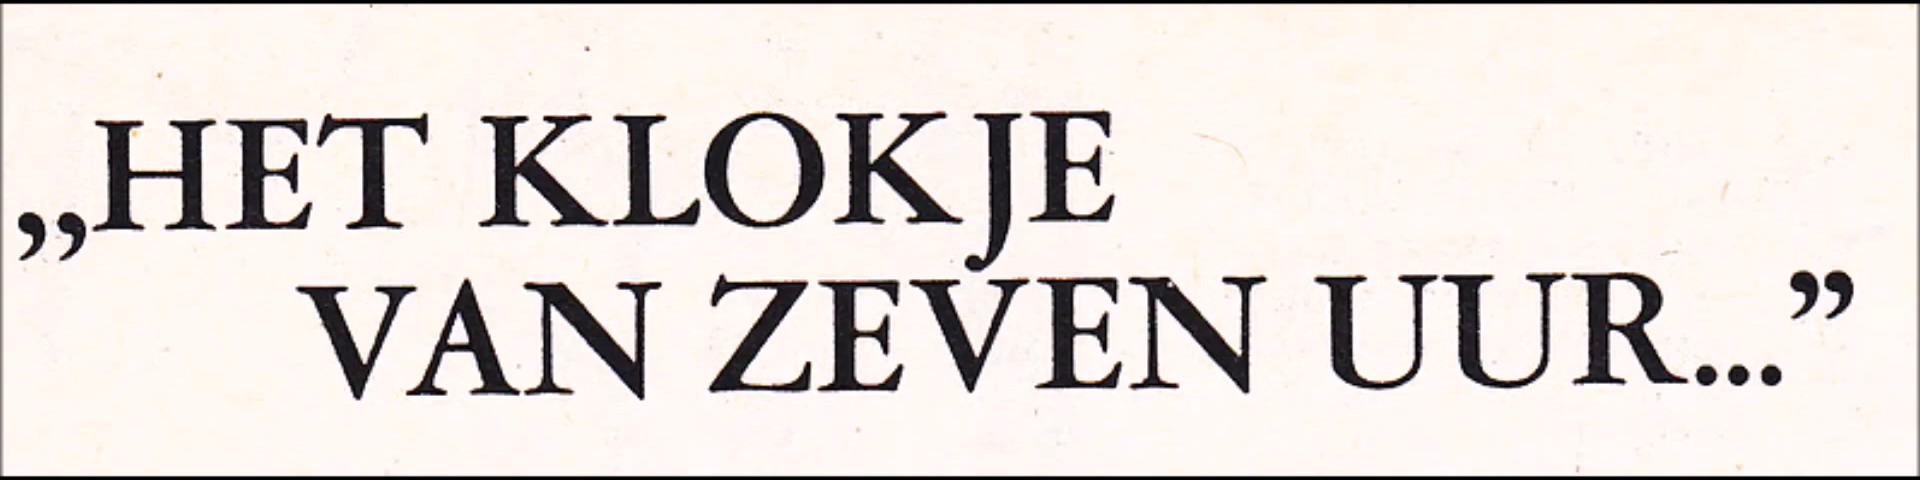 „HET KLOKJE
VAN ZEVEN UUR...”